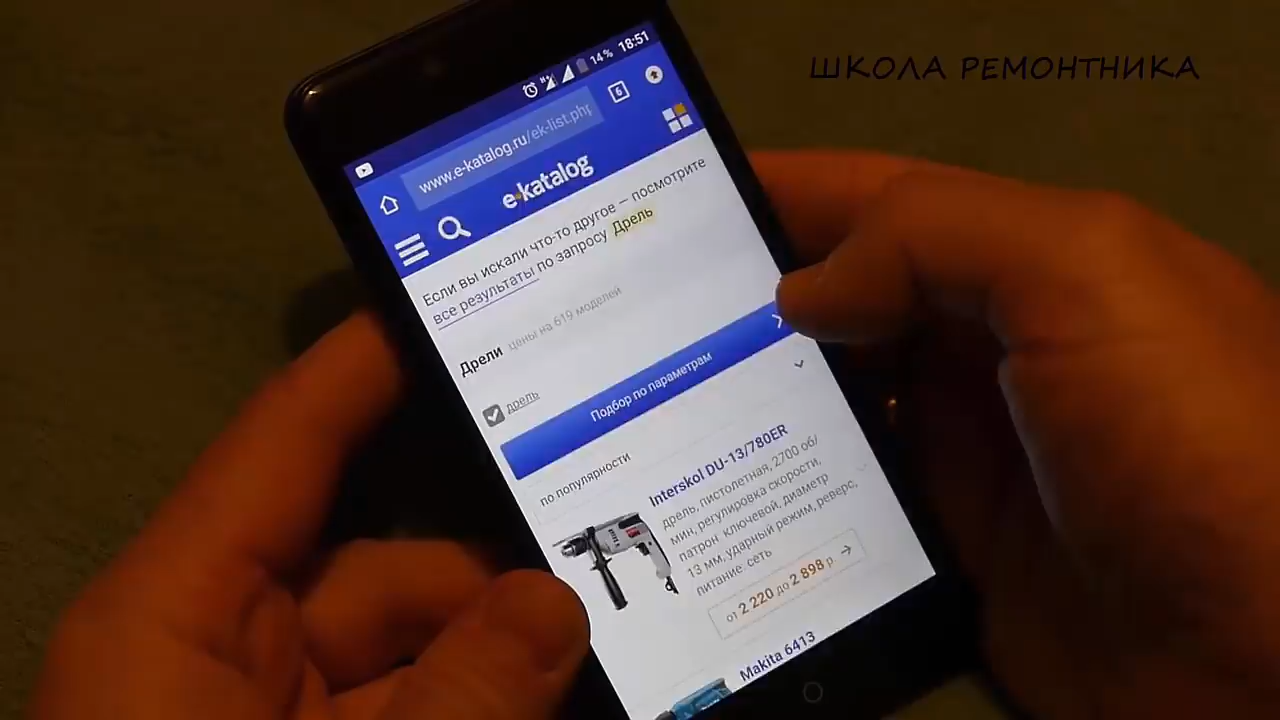 ШКОЛА РЕМОНТНИКА
14% 18:51
www.e-katalog.ru/ek-list.php
6
e-katalog
Если вы искали что-то другое — посмотрите
все результаты по запросу Дрель
Дрели цены на 619 моделей
дрель
Подбор по параметрам
по популярности
Interskol DU-13/780ER
дрель, пистолетная, 2700 об/
мин, регулировка скорости,
патрон: ключевой, диаметр
13 мм, ударный режим, реверс,
питание: сеть
от 2 220 до 2 898 р
Makita 6413